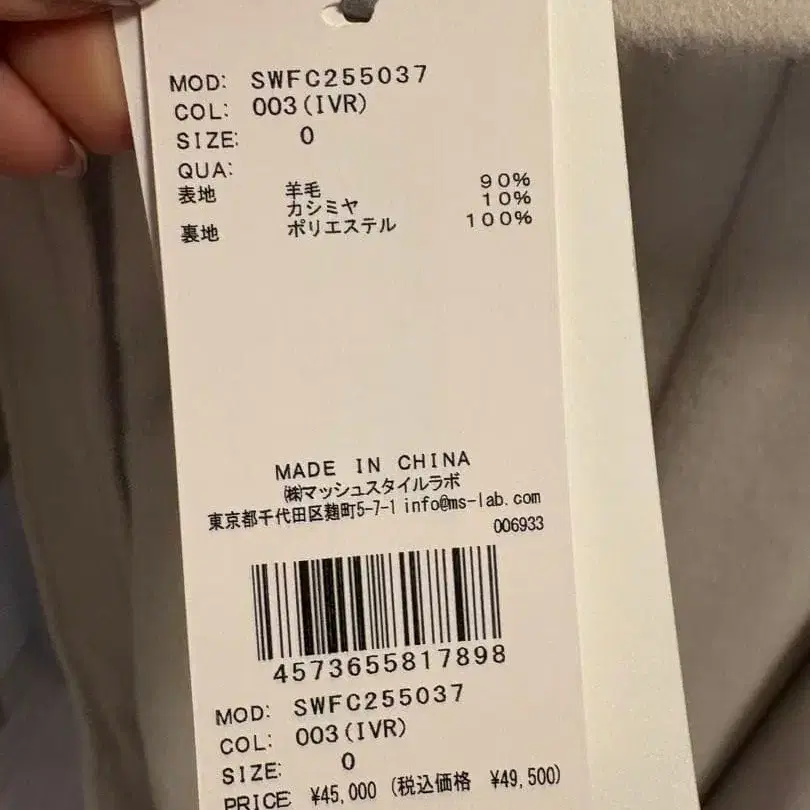 MOD: SWFC255037
COL: 003(IVR)
SIZE: 0
QUA:
表地 羊毛 90%
カシミヤ 10%
裏地 ポリエステル 100%
MADE IN CHINA
㈱マッシュスタイルラボ
東京都千代田区麹町5-7-1 info@ms-lab.com
006933
4573655817898
MOD: SWFC255037
COL: 003(IVR)
SIZE: 0
PRICE ¥45,000 (税込価格 ¥49,500)